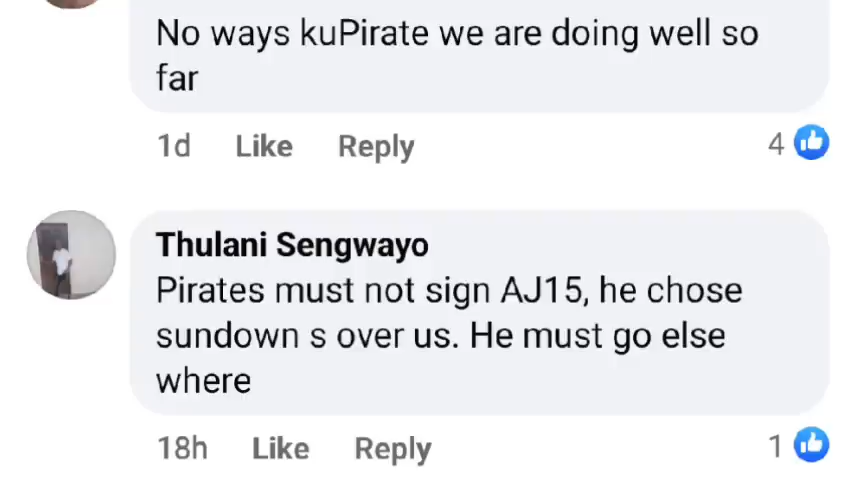 No ways kuPirate we are doing well so
far
1d Like Reply 4
Thulani Sengwayo
Pirates must not sign AJ15, he chose
sundown s over us. He must go else
where
18h Like Reply 1